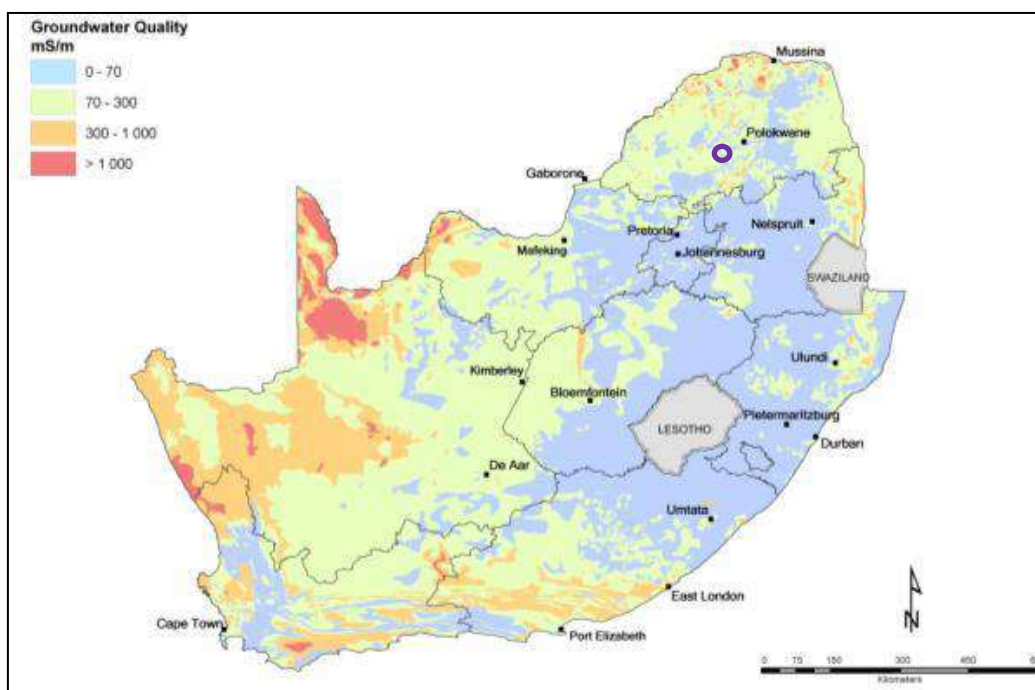 Groundwater Quality
mS/m
0 - 70
70 - 300
300 - 1 000
> 1 000
Mussina
Polokwane
Gaborone
Nelspruit
Pretoria
Mafeking
Johannesburg
SWAZILAND
Ulundi
Kimberley
Bloemfontein
Pietermaritzburg
LESOTHO
Durban
De Aar
Umtata
East London
N
Cape Town
Port Elizabeth
0 75 150 300 450
Kilometers